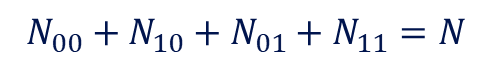 N₀₀ + N₁₀ + N₀₁ + N₁₁ = N